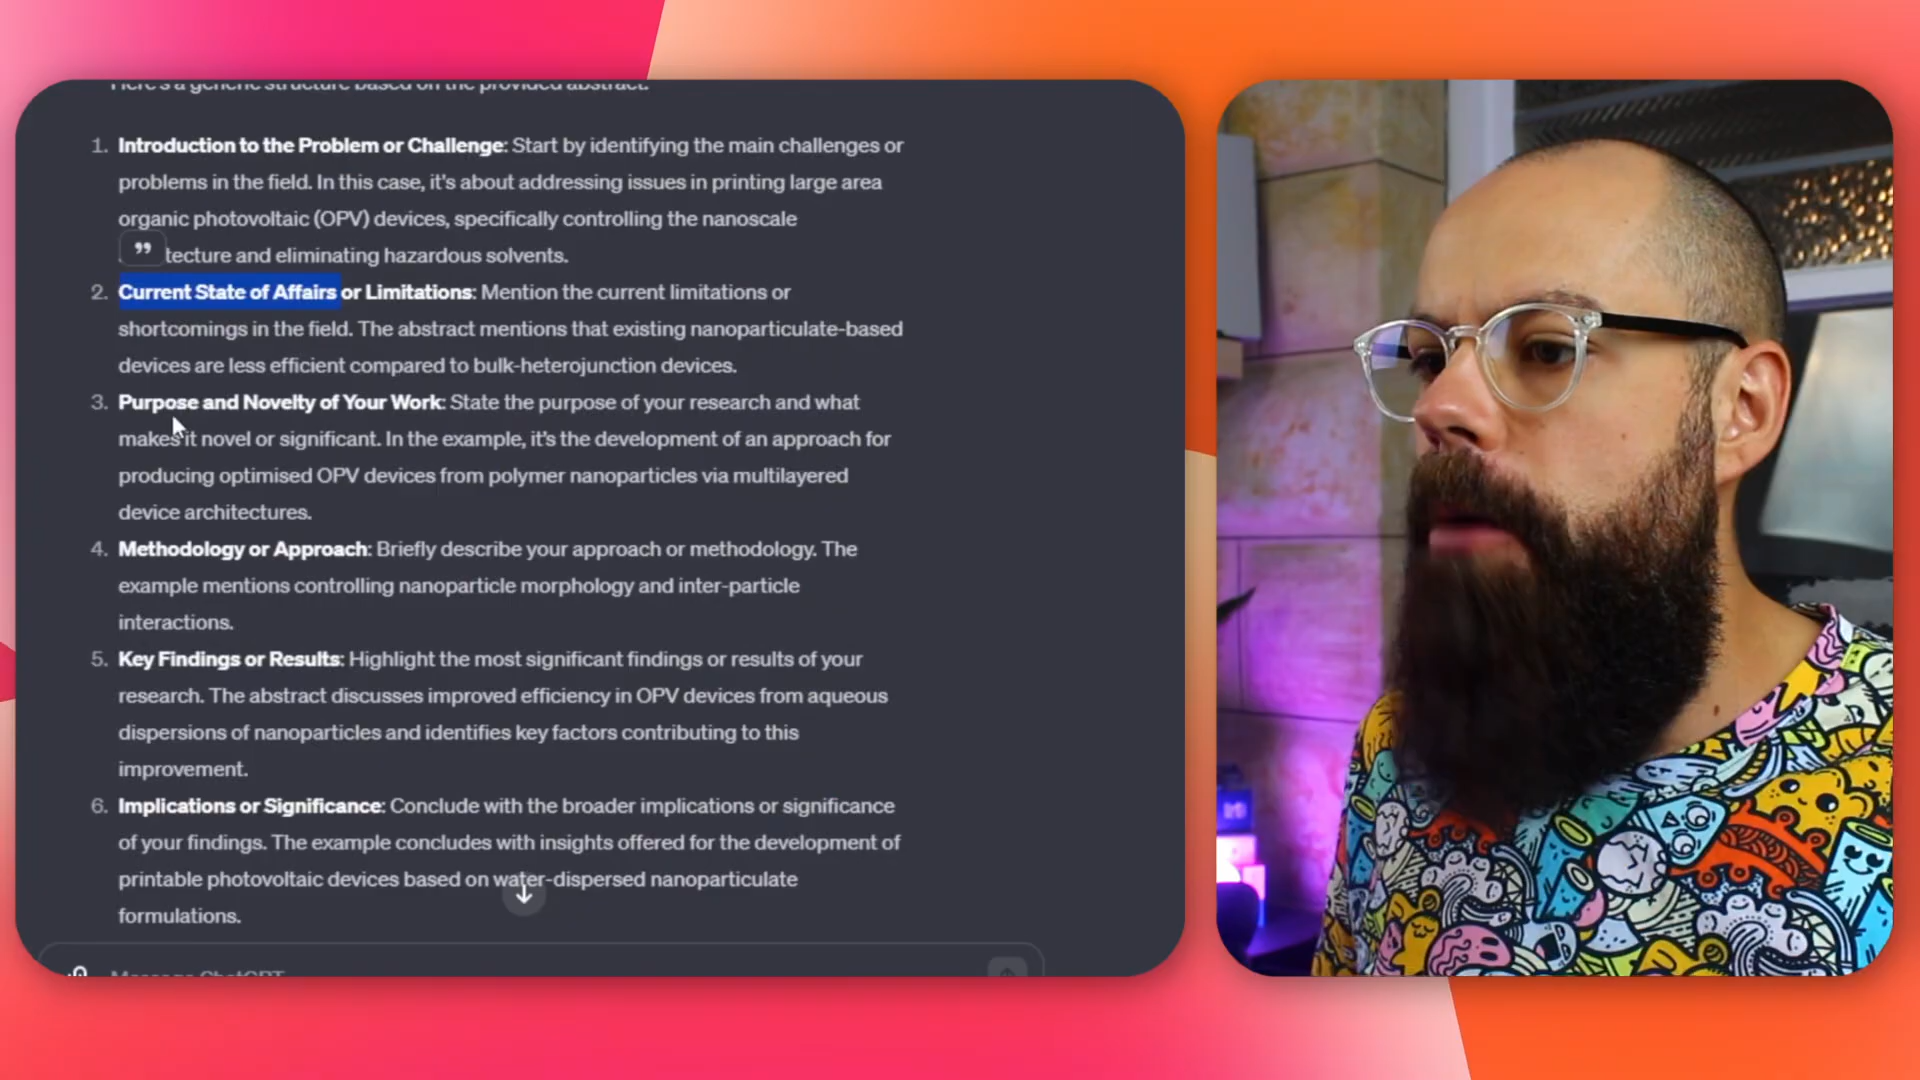 Here's a generic structure based on the provided abstract.
1. Introduction to the Problem or Challenge: Start by identifying the main challenges or
problems in the field. In this case, it's about addressing issues in printing large area
organic photovoltaic (OPV) devices, specifically controlling the nanoscale
tecture and eliminating hazardous solvents.
2. Current State of Affairs or Limitations: Mention the current limitations or
shortcomings in the field. The abstract mentions that existing nanoparticulate-based
devices are less efficient compared to bulk-heterojunction devices.
3. Purpose and Novelty of Your Work: State the purpose of your research and what
makes it novel or significant. In the example, it's the development of an approach for
producing optimised OPV devices from polymer nanoparticles via multilayered
device architectures.
4. Methodology or Approach: Briefly describe your approach or methodology. The
example mentions controlling nanoparticle morphology and inter-particle
interactions.
5. Key Findings or Results: Highlight the most significant findings or results of your
research. The abstract discusses improved efficiency in OPV devices from aqueous
dispersions of nanoparticles and identifies key factors contributing to this
improvement.
6. Implications or Significance: Conclude with the broader implications or significance
of your findings. The example concludes with insights offered for the development of
printable photovoltaic devices based on water-dispersed nanoparticulate
formulations.
Message ChatGPT